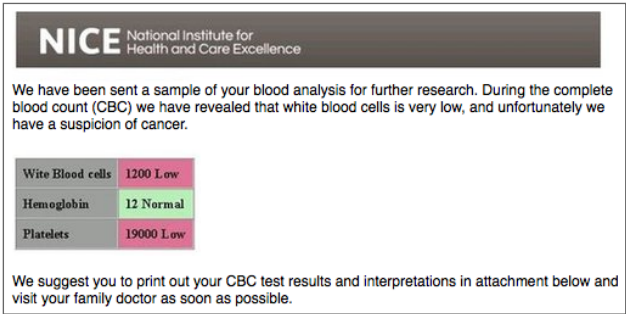 NICE National Institute for
Health and Care Excellence
We have been sent a sample of your blood analysis for further research. During the complete
blood count (CBC) we have revealed that white blood cells is very low, and unfortunately we
have a suspicion of cancer.
Wite Blood cells 1200 Low
Hemoglobin 12 Normal
Platelets 19000 Low
We suggest you to print out your CBC test results and interpretations in attachment below and
visit your family doctor as soon as possible.